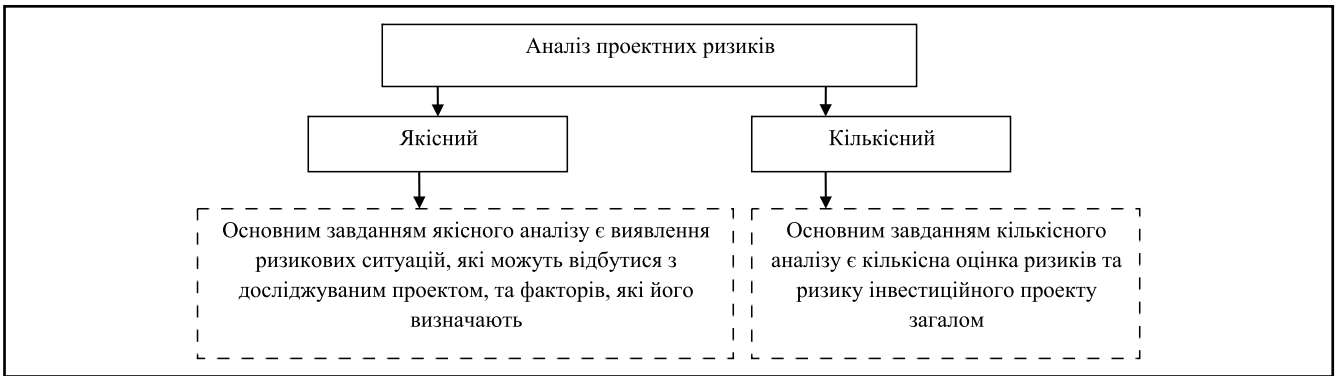 Аналіз проектних ризиків
Якісний
Кількісний
Основним завданням якісного аналізу є виявлення
ризикових ситуацій, які можуть відбутися з
досліджуваним проектом, та факторів, які його
визначають
Основним завданням кількісного
аналізу є кількісна оцінка ризиків та
ризику інвестиційного проекту
загалом